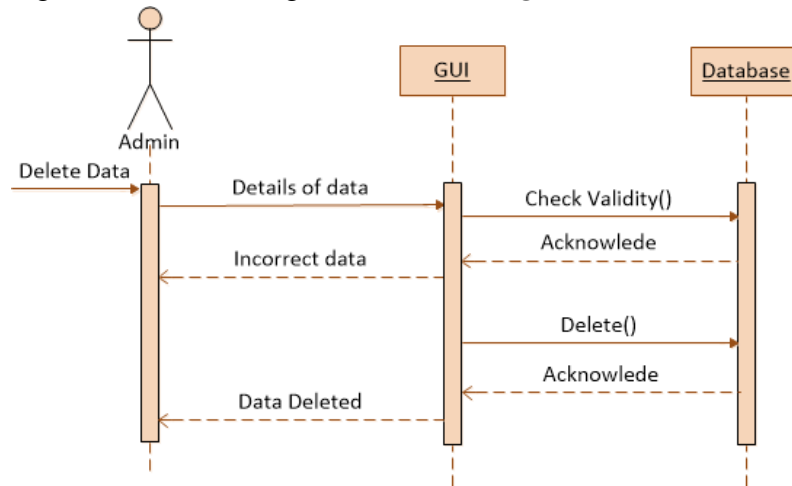 GUI
Database
Admin
Delete Data
Details of data
Check Validity()
Acknowlede
Incorrect data
Delete()
Acknowlede
Data Deleted